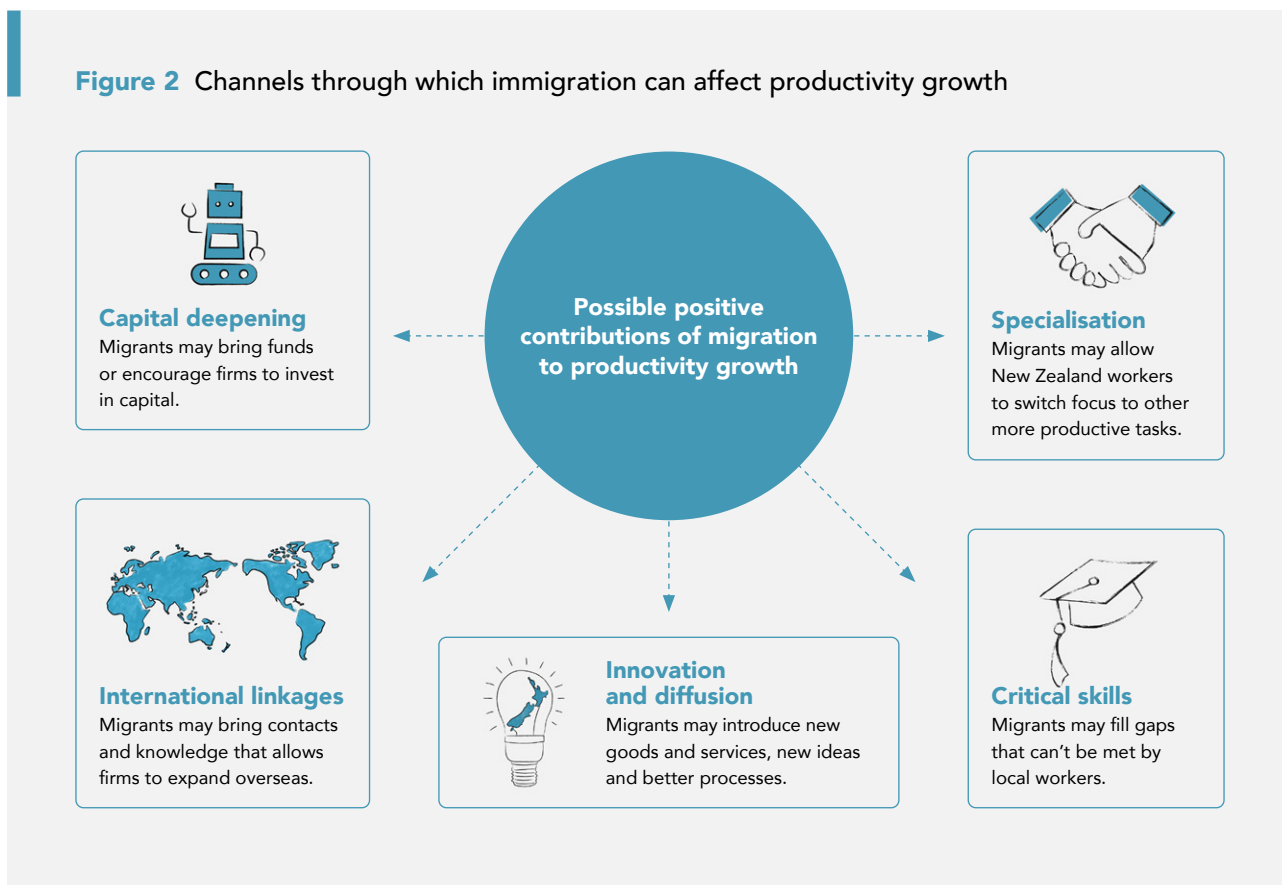 Figure 2 Channels through which immigration can affect productivity growth
Possible positive
contributions of migration
to productivity growth
Capital deepening
Migrants may bring funds
or encourage firms to invest
in capital.
Specialisation
Migrants may allow
New Zealand workers
to switch focus to other
more productive tasks.
International linkages
Migrants may bring contacts
and knowledge that allows
firms to expand overseas.
Innovation
and diffusion
Migrants may introduce new
goods and services, new ideas
and better processes.
Critical skills
Migrants may fill gaps
that can't be met by
local workers.